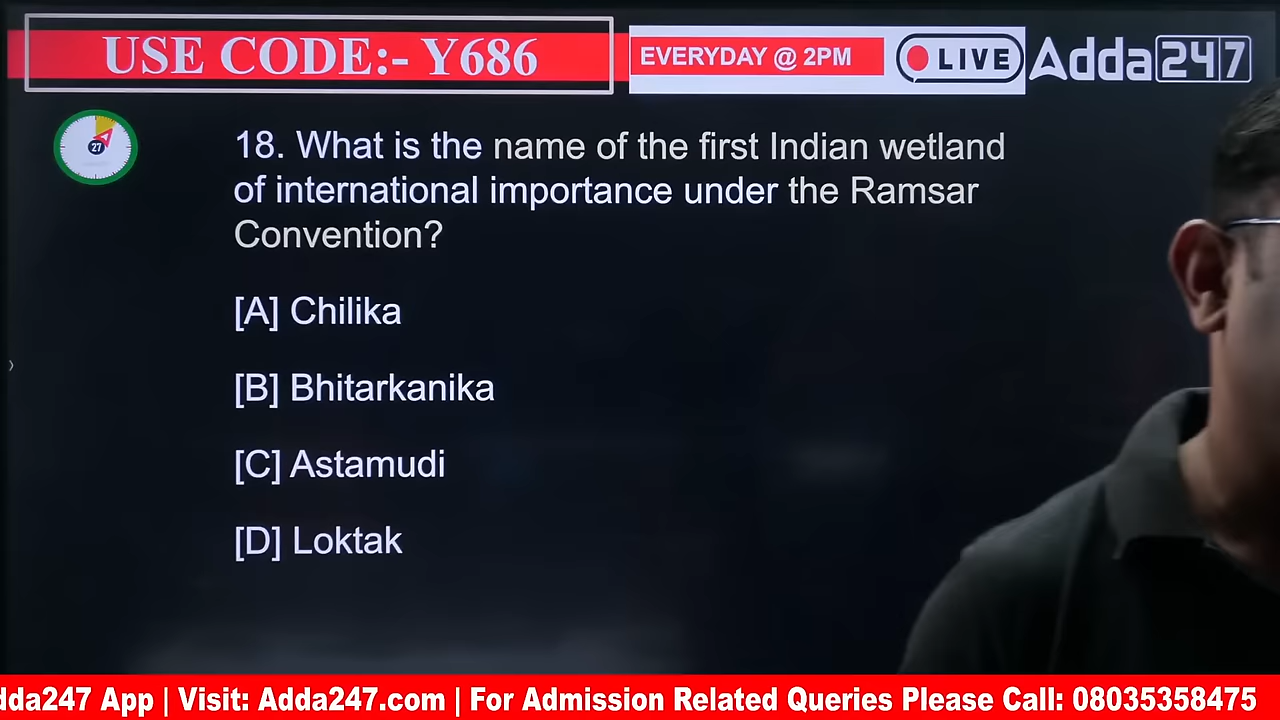 USE CODE:- Y686
EVERYDAY @ 2PM
LIVE
Adda247
27
18. What is the name of the first Indian wetland
of international importance under the Ramsar
Convention?
[A] Chilika
[B] Bhitarkanika
[C] Astamudi
[D] Loktak
dda247 App | Visit: Adda247.com | For Admission Related Queries Please Call: 08035358475